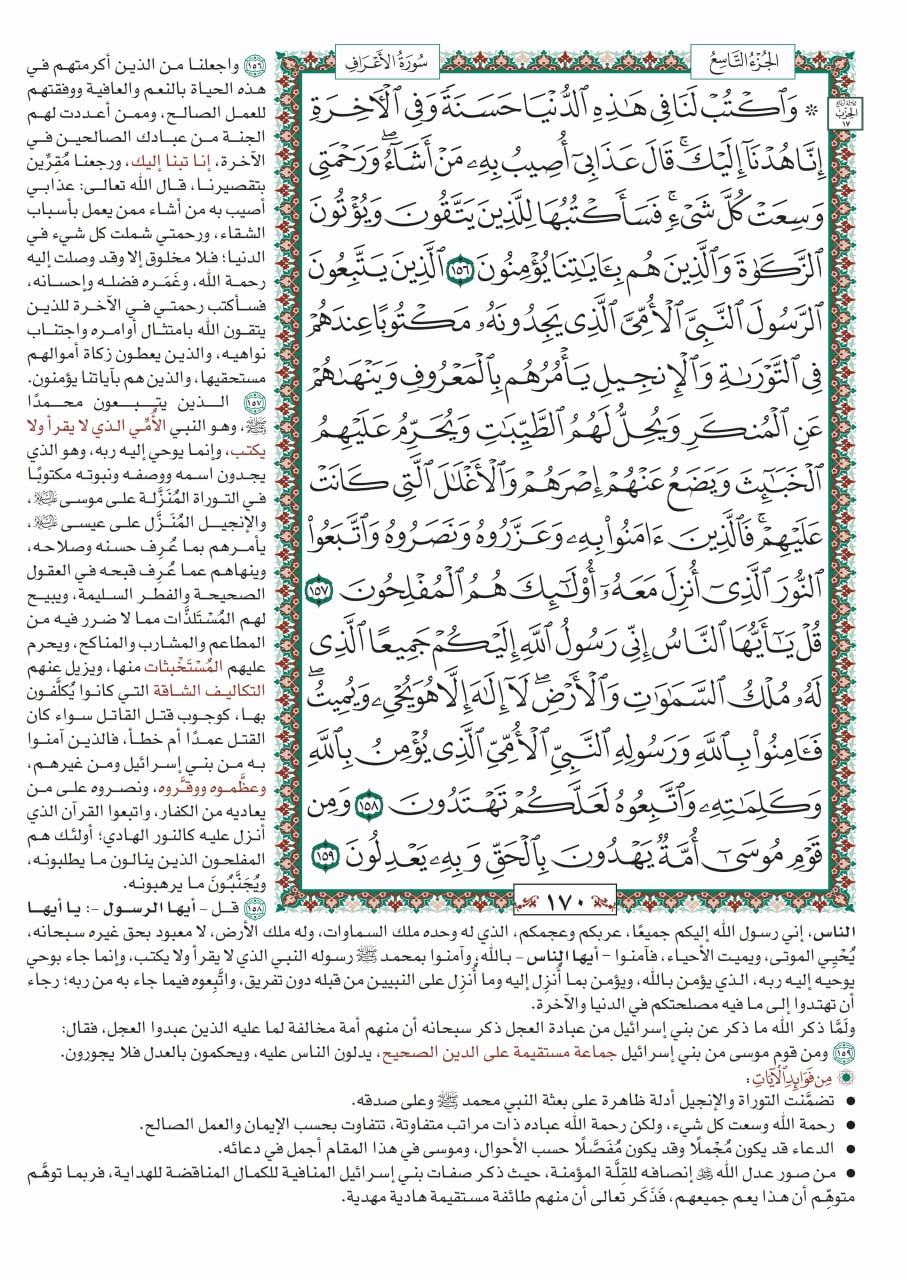 الجُزْءُ التَّاسِعُ
سُورَةُ الأَعْرَافِ
ثلاثة أرباع
الحزب
١٧
۞ وَٱكۡتُبۡ لَنَا فِي هَٰذِهِ ٱلدُّنۡيَا حَسَنَةٗ وَفِي ٱلۡأٓخِرَةِ
إِنَّا هُدۡنَآ إِلَيۡكَۚ قَالَ عَذَابِيٓ أُصِيبُ بِهِۦ مَنۡ أَشَآءُۖ وَرَحۡمَتِي
وَسِعَتۡ كُلَّ شَيۡءٖۚ فَسَأَكۡتُبُهَا لِلَّذِينَ يَتَّقُونَ وَيُؤۡتُونَ
ٱلزَّكَوٰةَ وَٱلَّذِينَ هُم بِـَٔايَٰتِنَا يُؤۡمِنُونَ ١٥٦ ٱلَّذِينَ يَتَّبِعُونَ
ٱلرَّسُولَ ٱلنَّبِيَّ ٱلۡأُمِّيَّ ٱلَّذِي يَجِدُونَهُۥ مَكۡتُوبًا عِندَهُمۡ
فِي ٱلتَّوۡرَىٰةِ وَٱلۡإِنجِيلِ يَأۡمُرُهُم بِٱلۡمَعۡرُوفِ وَيَنۡهَىٰهُمۡ
عَنِ ٱلۡمُنكَرِ وَيُحِلُّ لَهُمُ ٱلطَّيِّبَٰتِ وَيُحَرِّمُ عَلَيۡهِمُ
ٱلۡخَبَٰٓئِثَ وَيَضَعُ عَنۡهُمۡ إِصۡرَهُمۡ وَٱلۡأَغۡلَٰلَ ٱلَّتِي كَانَتۡ
عَلَيۡهِمۡۚ فَٱلَّذِينَ ءَامَنُواْ بِهِۦ وَعَزَّرُوهُ وَنَصَرُوهُ وَٱتَّبَعُواْ
ٱلنُّورَ ٱلَّذِيٓ أُنزِلَ مَعَهُۥٓ أُوْلَٰٓئِكَ هُمُ ٱلۡمُفۡلِحُونَ ١٥٧
قُلۡ يَٰٓأَيُّهَا ٱلنَّاسُ إِنِّي رَسُولُ ٱللَّهِ إِلَيۡكُمۡ جَمِيعًا ٱلَّذِي
لَهُۥ مُلۡكُ ٱلسَّمَٰوَٰتِ وَٱلۡأَرۡضِۖ لَآ إِلَٰهَ إِلَّا هُوَ يُحۡيِۦ وَيُمِيتُۖ
فَـَٔامِنُواْ بِٱللَّهِ وَرَسُولِهِ ٱلنَّبِيِّ ٱلۡأُمِّيِّ ٱلَّذِي يُؤۡمِنُ بِٱللَّهِ
وَكَلِمَٰتِهِۦ وَٱتَّبِعُوهُ لَعَلَّكُمۡ تَهۡتَدُونَ ١٥٨ وَمِن
قَوۡمِ مُوسَىٰٓ أُمَّةٞ يَهۡدُونَ بِٱلۡحَقِّ وَبِهِۦ يَعۡدِلُونَ ١٥٩
١٧٠
١٥٦ واجعلنا من الذين أكرمتهم في
هذه الحياة بالنعم والعافية ووفقتهم
للعمل الصالح، وممن أعددت لهم
الجنة من عبادك الصالحين في
الآخرة، إنا تبنا إليك، ورجعنا مُقِرِّين
بتقصيرنا، قال الله تعالى: عذابي
أصيب به من أشاء ممن يعمل بأسباب
الشقاء، ورحمتي شملت كل شيء في
الدنيا؛ فلا مخلوق إلا وقد وصلت إليه
رحمة الله، وغَمَره فضله وإحسانه،
فسأكتب رحمتي في الآخرة للذين
يتقون الله بامتثال أوامره واجتناب
نواهيه، والذين يعطون زكاة أموالهم
مستحقيها، والذين هم بآياتنا يؤمنون.
١٥٧ الذين يتبعون محمدًا
ﷺ، وهو النبي الأُمِّي الذي لا يقرأ ولا
يكتب، وإنما يوحي إليه ربه، وهو الذي
يجدون اسمه ووصفه ونبوته مكتوبًا
في التوراة المُنَزَّلة على موسى عليه السلام،
والإنجيل المُنَزَّل على عيسى عليه السلام،
يأمرهم بما عُرِف حسنه وصلاحه،
وينهاهم عما عُرِف قبحه في العقول
الصحيحة والفطر السليمة، ويبيح
لهم المُسْتَلذَّات مما لا ضرر فيه من
المطاعم والمشارب والمناكح، ويحرم
عليهم المُسْتَخْبثات منها، ويزيل عنهم
التكاليف الشاقة التي كانوا يُكلَّفون
بها، كوجوب قتل القاتل سواء كان
القتل عمدًا أم خطأ، فالذين آمنوا
به من بني إسرائيل ومن غيرهم،
وعظَّموه ووقَّروه، ونصروه على من
يعاديه من الكفار، واتبعوا القرآن الذي
أنزل عليه كالنور الهادي؛ أولئك هم
المفلحون الذين ينالون ما يطلبونه،
ويُجَنَّبُونَ ما يرهبونه.
١٥٨ قل – أيها الرسول –: يا أيها
الناس، إني رسول الله إليكم جميعًا، عربكم وعجمكم، الذي له وحده ملك السماوات، وله ملك الأرض، لا معبود بحق غيره سبحانه،
يُحْيِي الموتى، ويميت الأحياء، فآمنوا – أيها الناس – بالله، وآمنوا بمحمد ﷺ رسوله النبي الذي لا يقرأ ولا يكتب، وإنما جاء بوحي
يوحيه إليه ربه، الذي يؤمن بالله، ويؤمن بما أُنزِل إليه وما أُنزِل على النبيين من قبله دون تفريق، واتَّبِعوه فيما جاء به من ربه؛ رجاء
أن تهتدوا إلى ما فيه مصلحتكم في الدنيا والآخرة.
ولَمَّا ذكر الله ما ذكر عن بني إسرائيل من عبادة العجل ذكر سبحانه أن منهم أمة مخالفة لما عليه الذين عبدوا العجل، فقال:
١٥٩ ومن قوم موسى من بني إسرائيل جماعة مستقيمة على الدين الصحيح، يدلون الناس عليه، ويحكمون بالعدل فلا يجورون.
مِن فَوَائِدِ الآيَاتِ:
● تضمَّنت التوراة والإنجيل أدلة ظاهرة على بعثة النبي محمد ﷺ وعلى صدقه.
● رحمة الله وسعت كل شيء، ولكن رحمة الله عباده ذات مراتب متفاوتة، تتفاوت بحسب الإيمان والعمل الصالح.
● الدعاء قد يكون مُجْملًا وقد يكون مُفَصَّلًا حسب الأحوال، وموسى في هذا المقام أجمل في دعائه.
● من صور عدل الله إنصافه للقِلَّة المؤمنة، حيث ذكر صفات بني إسرائيل المنافية للكمال المناقضة للهداية، فربما توهَّم
متوهِّم أن هذا يعم جميعهم، فَذَكَر تعالى أن منهم طائفة مستقيمة هادية مهدية.